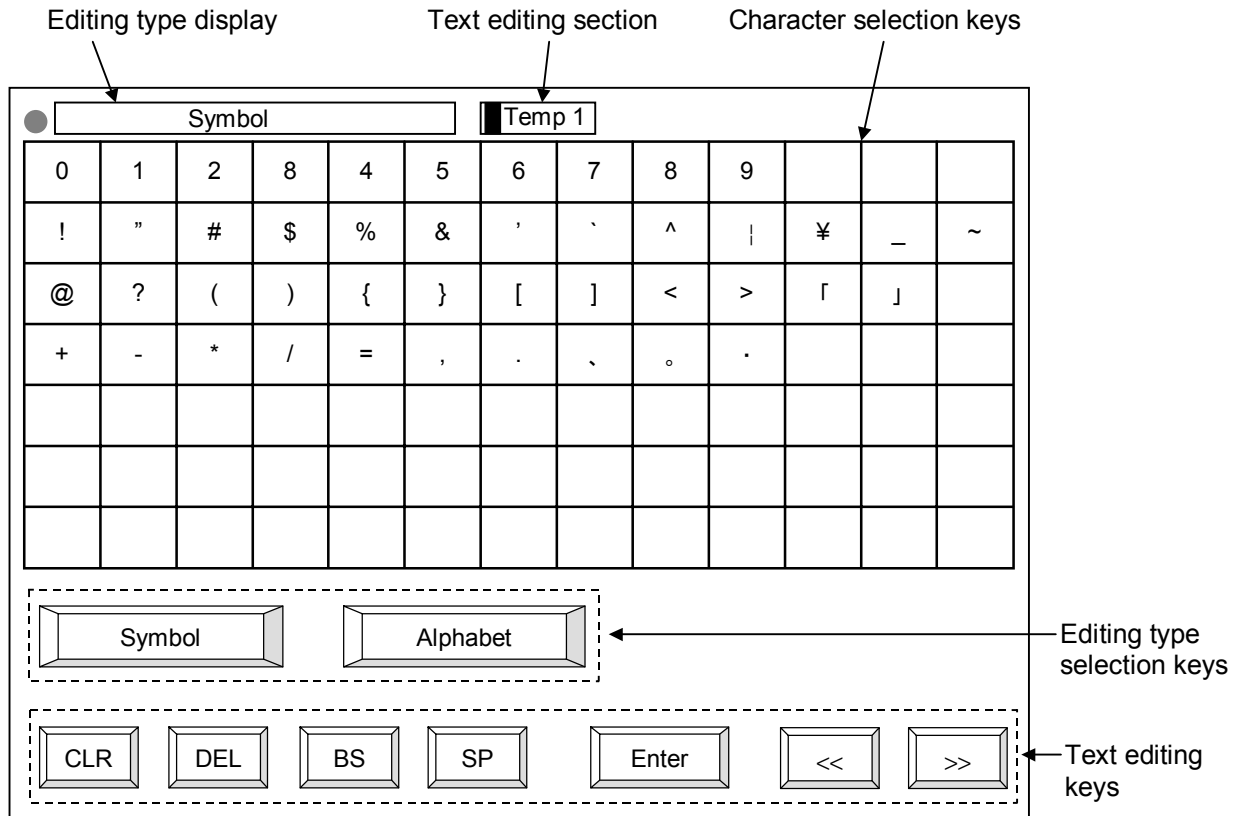 Editing type display Text editing section Character selection keys
Symbol Temp 1
0 1 2 8 4 5 6 7 8 9
! ” # $ % & ’ ` ^ ¦ ¥ _ ~
@ ? ( ) { } [ ] < > 「 」
+ - * / = , . 、 。 ・
Symbol Alphabet
Editing type
selection keys
CLR DEL BS SP Enter << >>
Text editing
keys